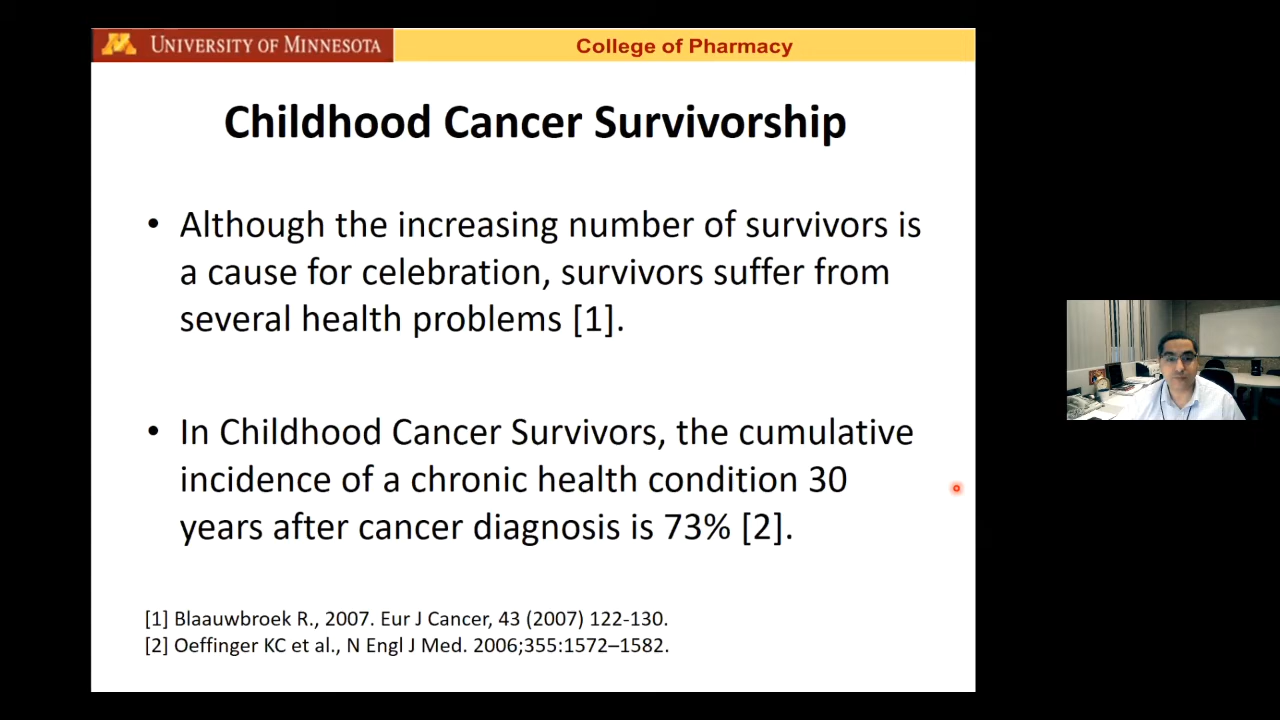 UNIVERSITY OF MINNESOTA
College of Pharmacy
Childhood Cancer Survivorship
• Although the increasing number of survivors is
a cause for celebration, survivors suffer from
several health problems [1].
• In Childhood Cancer Survivors, the cumulative
incidence of a chronic health condition 30
years after cancer diagnosis is 73% [2].
[1] Blaauwbroek R., 2007. Eur J Cancer, 43 (2007) 122-130.
[2] Oeffinger KC et al., N Engl J Med. 2006;355:1572–1582.